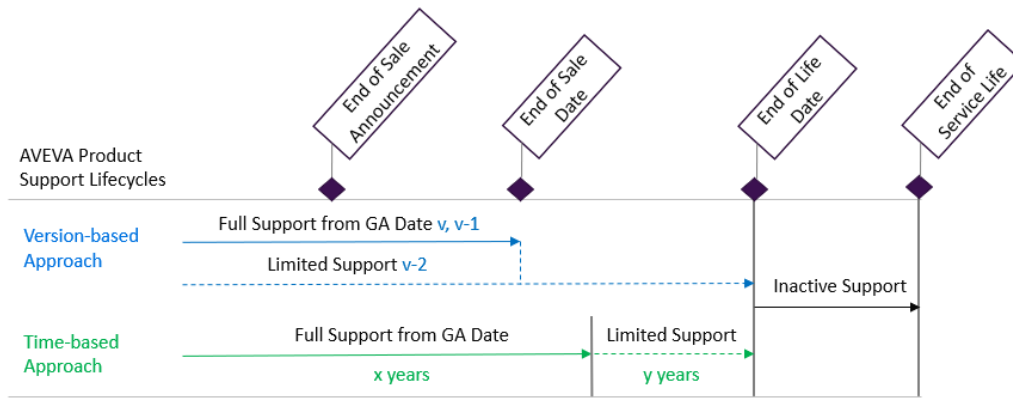 End of Sale
Announcement
End of Sale
Date
End of Life
Date
End of
Service Life
AVEVA Product
Support Lifecycles
Version-based
Approach
Full Support from GA Date v, v-1
Limited Support v-2
Inactive Support
Time-based
Approach
Full Support from GA Date
Limited Support
x years
y years